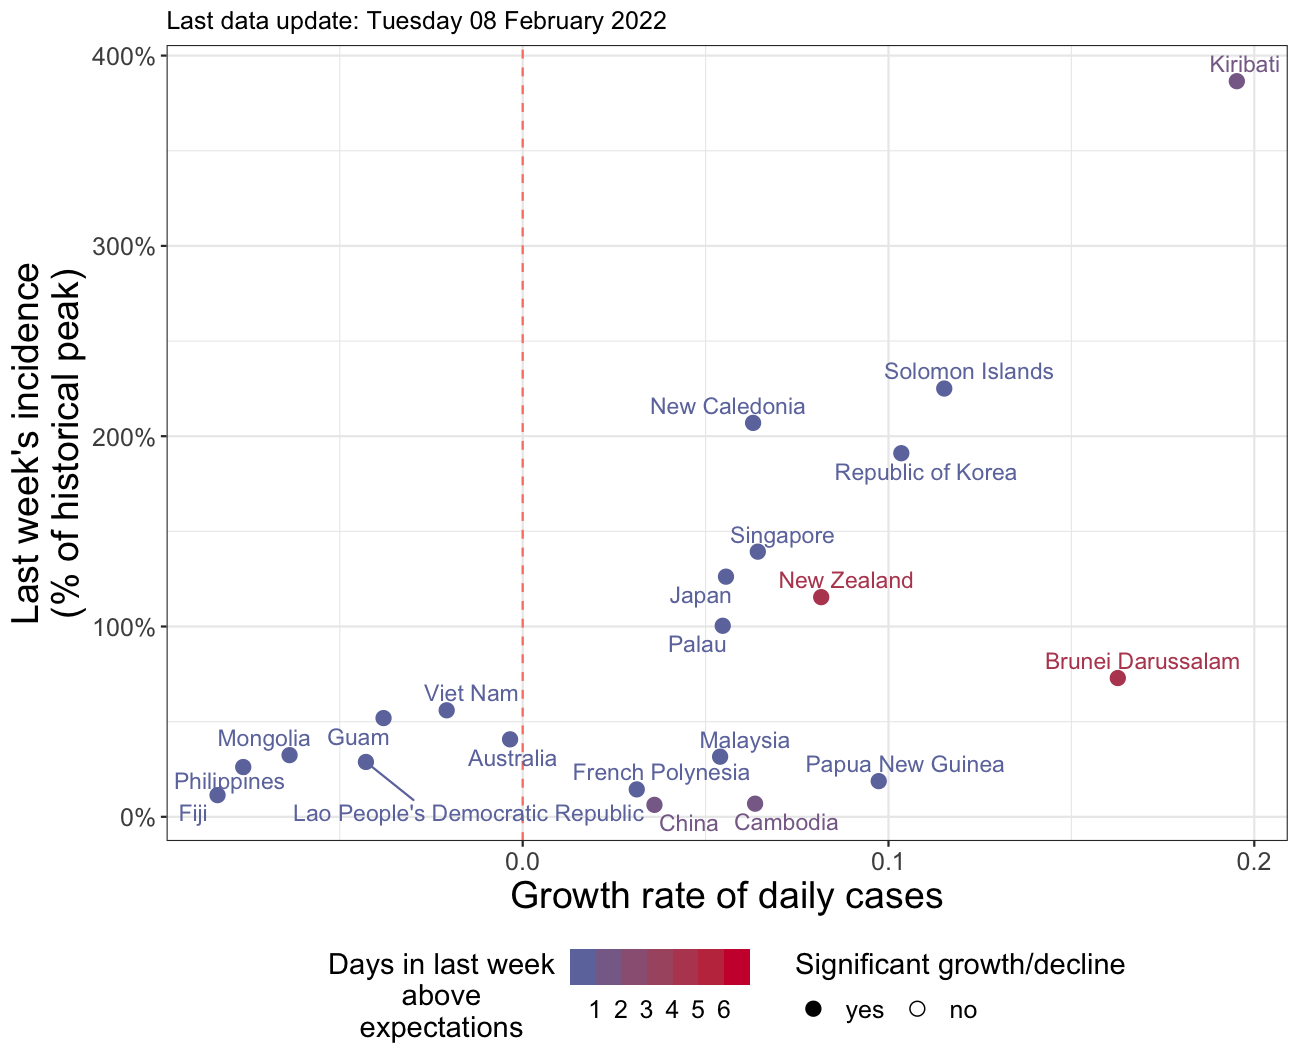 Last data update: Tuesday 08 February 2022
Last week's incidence
(% of historical peak)
400%
300%
200%
100%
0%
Kiribati
Solomon Islands
New Caledonia
Republic of Korea
Singapore
New Zealand
Japan
Palau
Brunei Darussalam
Viet Nam
Mongolia
Guam
Australia
Malaysia
Papua New Guinea
French Polynesia
Philippines
Fiji
Lao People's Democratic Republic
China
Cambodia
0.0
0.1
0.2
Growth rate of daily cases
Days in last week
above
expectations
1 2 3 4 5 6
Significant growth/decline
yes
no